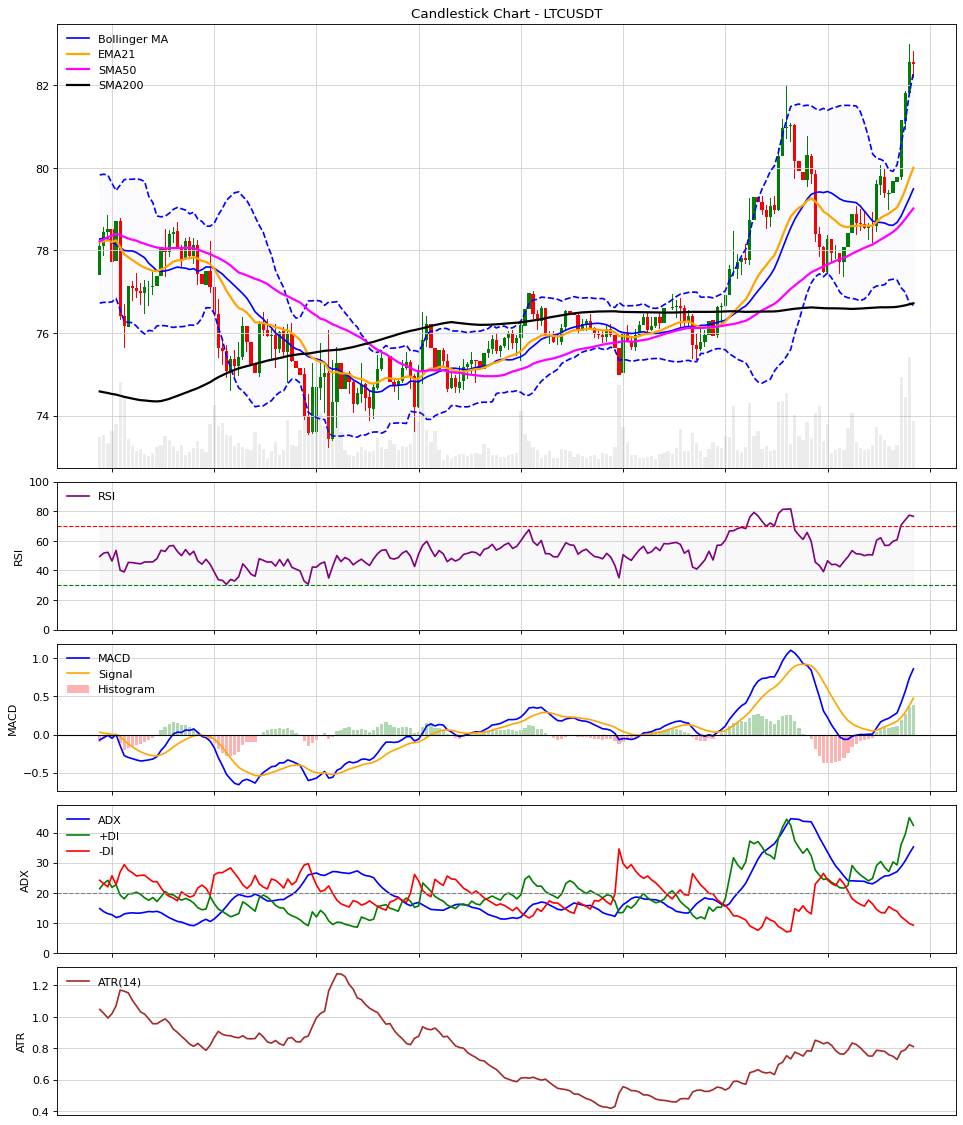 Candlestick Chart - LTCUSDT
Bollinger MA
EMA21
SMA50
SMA200
82
80
78
76
74
RSI
100
80
60
40
20
0
RSI
MACD
Signal
Histogram
1.0
0.5
0.0
−0.5
MACD
ADX
+DI
-DI
40
30
20
10
0
ADX
ATR(14)
1.2
1.0
0.8
0.6
0.4
ATR